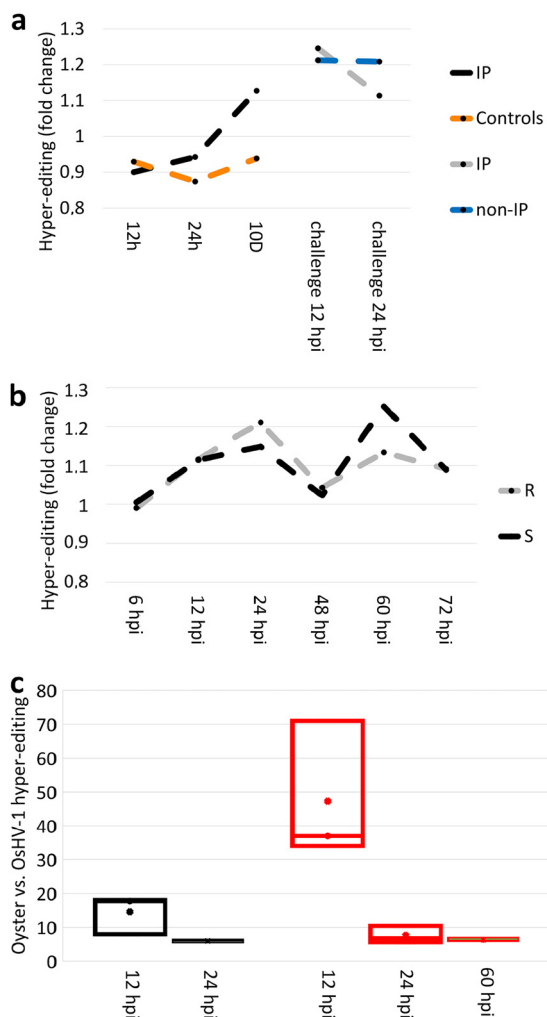 a
Hyper-editing (fold change)
1.3
1.2
1.1
1
0.9
0.8
12h
24h
10D
challenge 12 hpi
challenge 24 hpi
IP
Controls
IP
non-IP
b
Hyper-editing (fold change)
1.3
1.2
1.1
1
0,9
0,8
6 hpi
12 hpi
24 hpi
48 hpi
60 hpi
72 hpi
R
S
c
Oyster vs. OsHV-1 hyper-editing
80
70
60
50
40
30
20
10
0
12 hpi
24 hpi
12 hpi
24 hpi
60 hpi